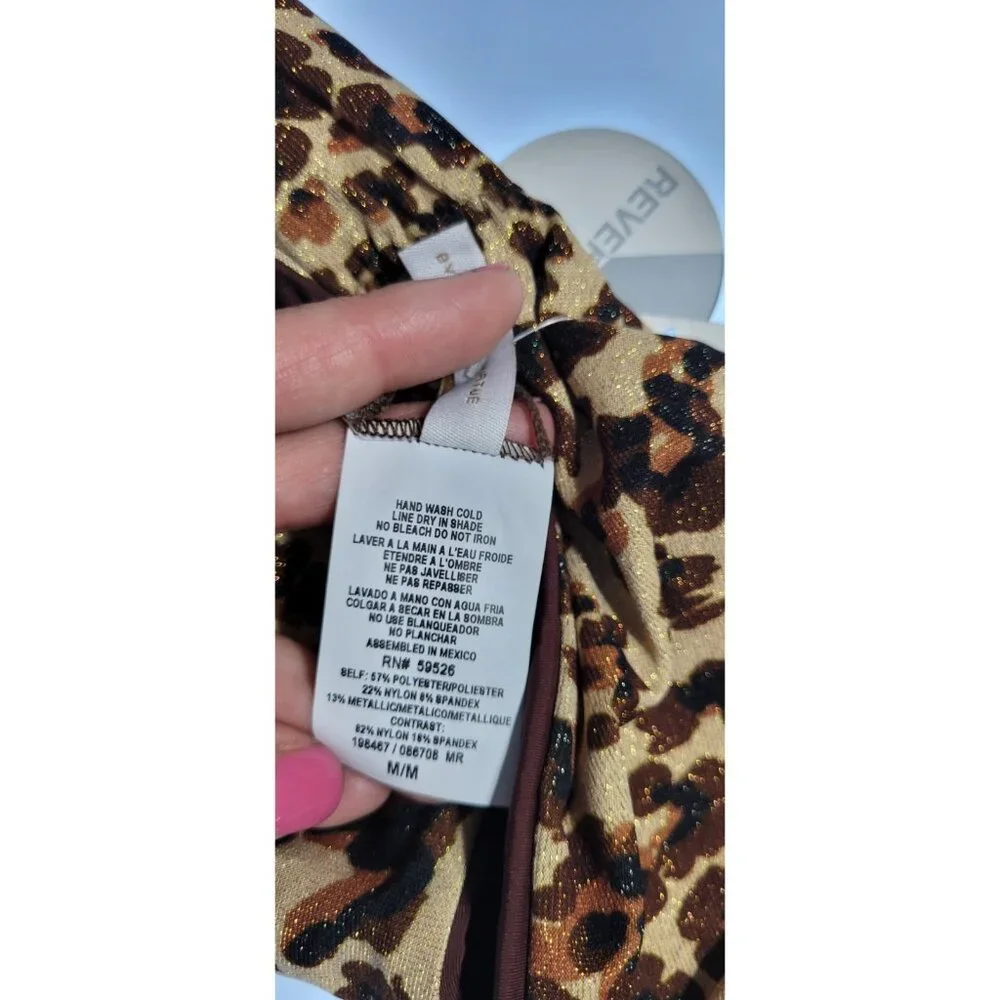 REVE
HAND WASH COLD
LINE DRY IN SHADE
NO BLEACH DO NOT IRON
LAVER A LA MAIN A L'EAU FROIDE
ETENDRE A L'OMBRE
NE PAS JAVELLISER
NE PAS REPASSER
LAVADO A MANO CON AGUA FRIA
COLGAR A SECAR EN LA SOMBRA
NO USE BLANQUEADOR
NO PLANCHAR
ASSEMBLED IN MEXICO
RN# 59526
SELF: 57% POLYESTER/POLIESTER
22% NYLON 8% SPANDEX
13% METALLIC/METALICO/METALLIQUE
CONTRAST:
82% NYLON 18% SPANDEX
198467 / 086708 MR
M/M